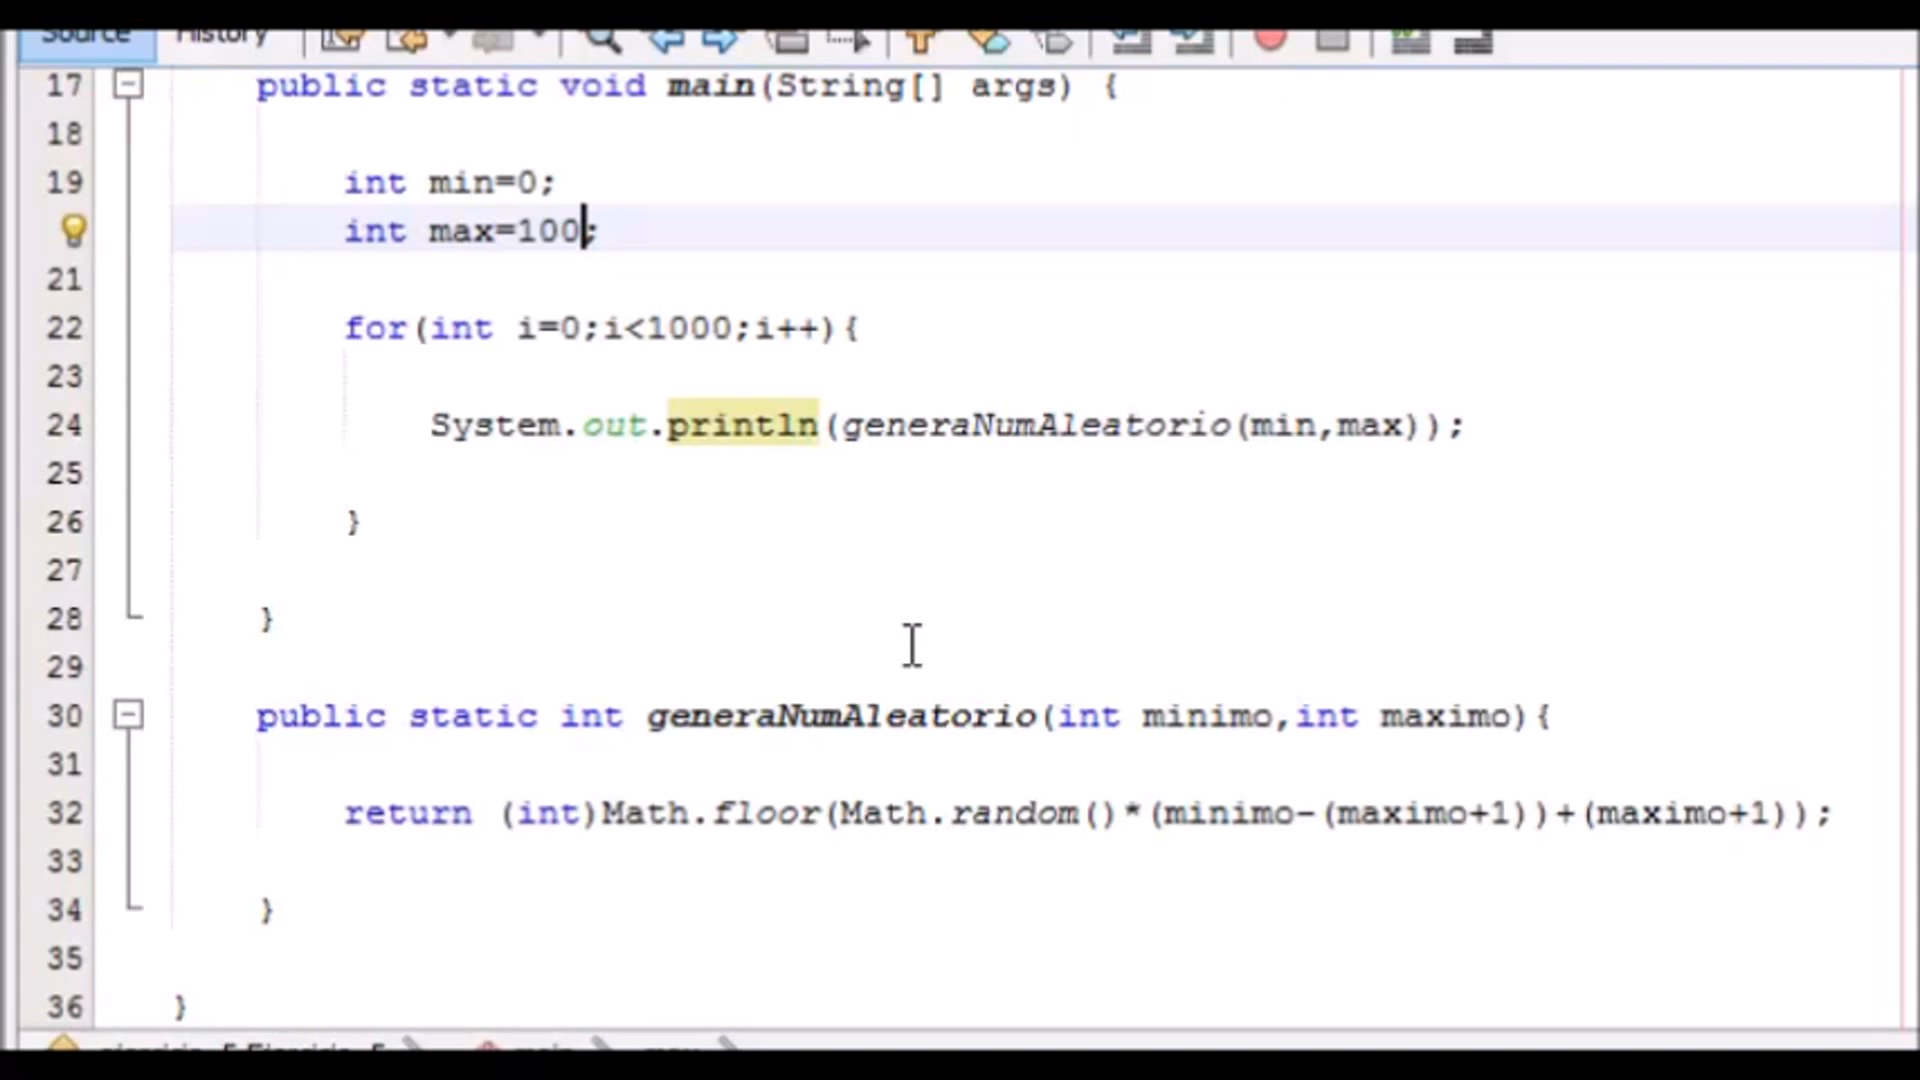 Source History
17 public static void main(String[] args) {
18
19 int min=0;
int max=100;
21
22 for(int i=0;i<1000;i++){
23
24 System.out.println(generaNumAleatorio(min,max));
25
26 }
27
28 }
29
30 public static int generaNumAleatorio(int minimo,int maximo){
31
32 return (int)Math.floor(Math.random()*(minimo-(maximo+1))+(maximo+1));
33
34 }
35
36 }